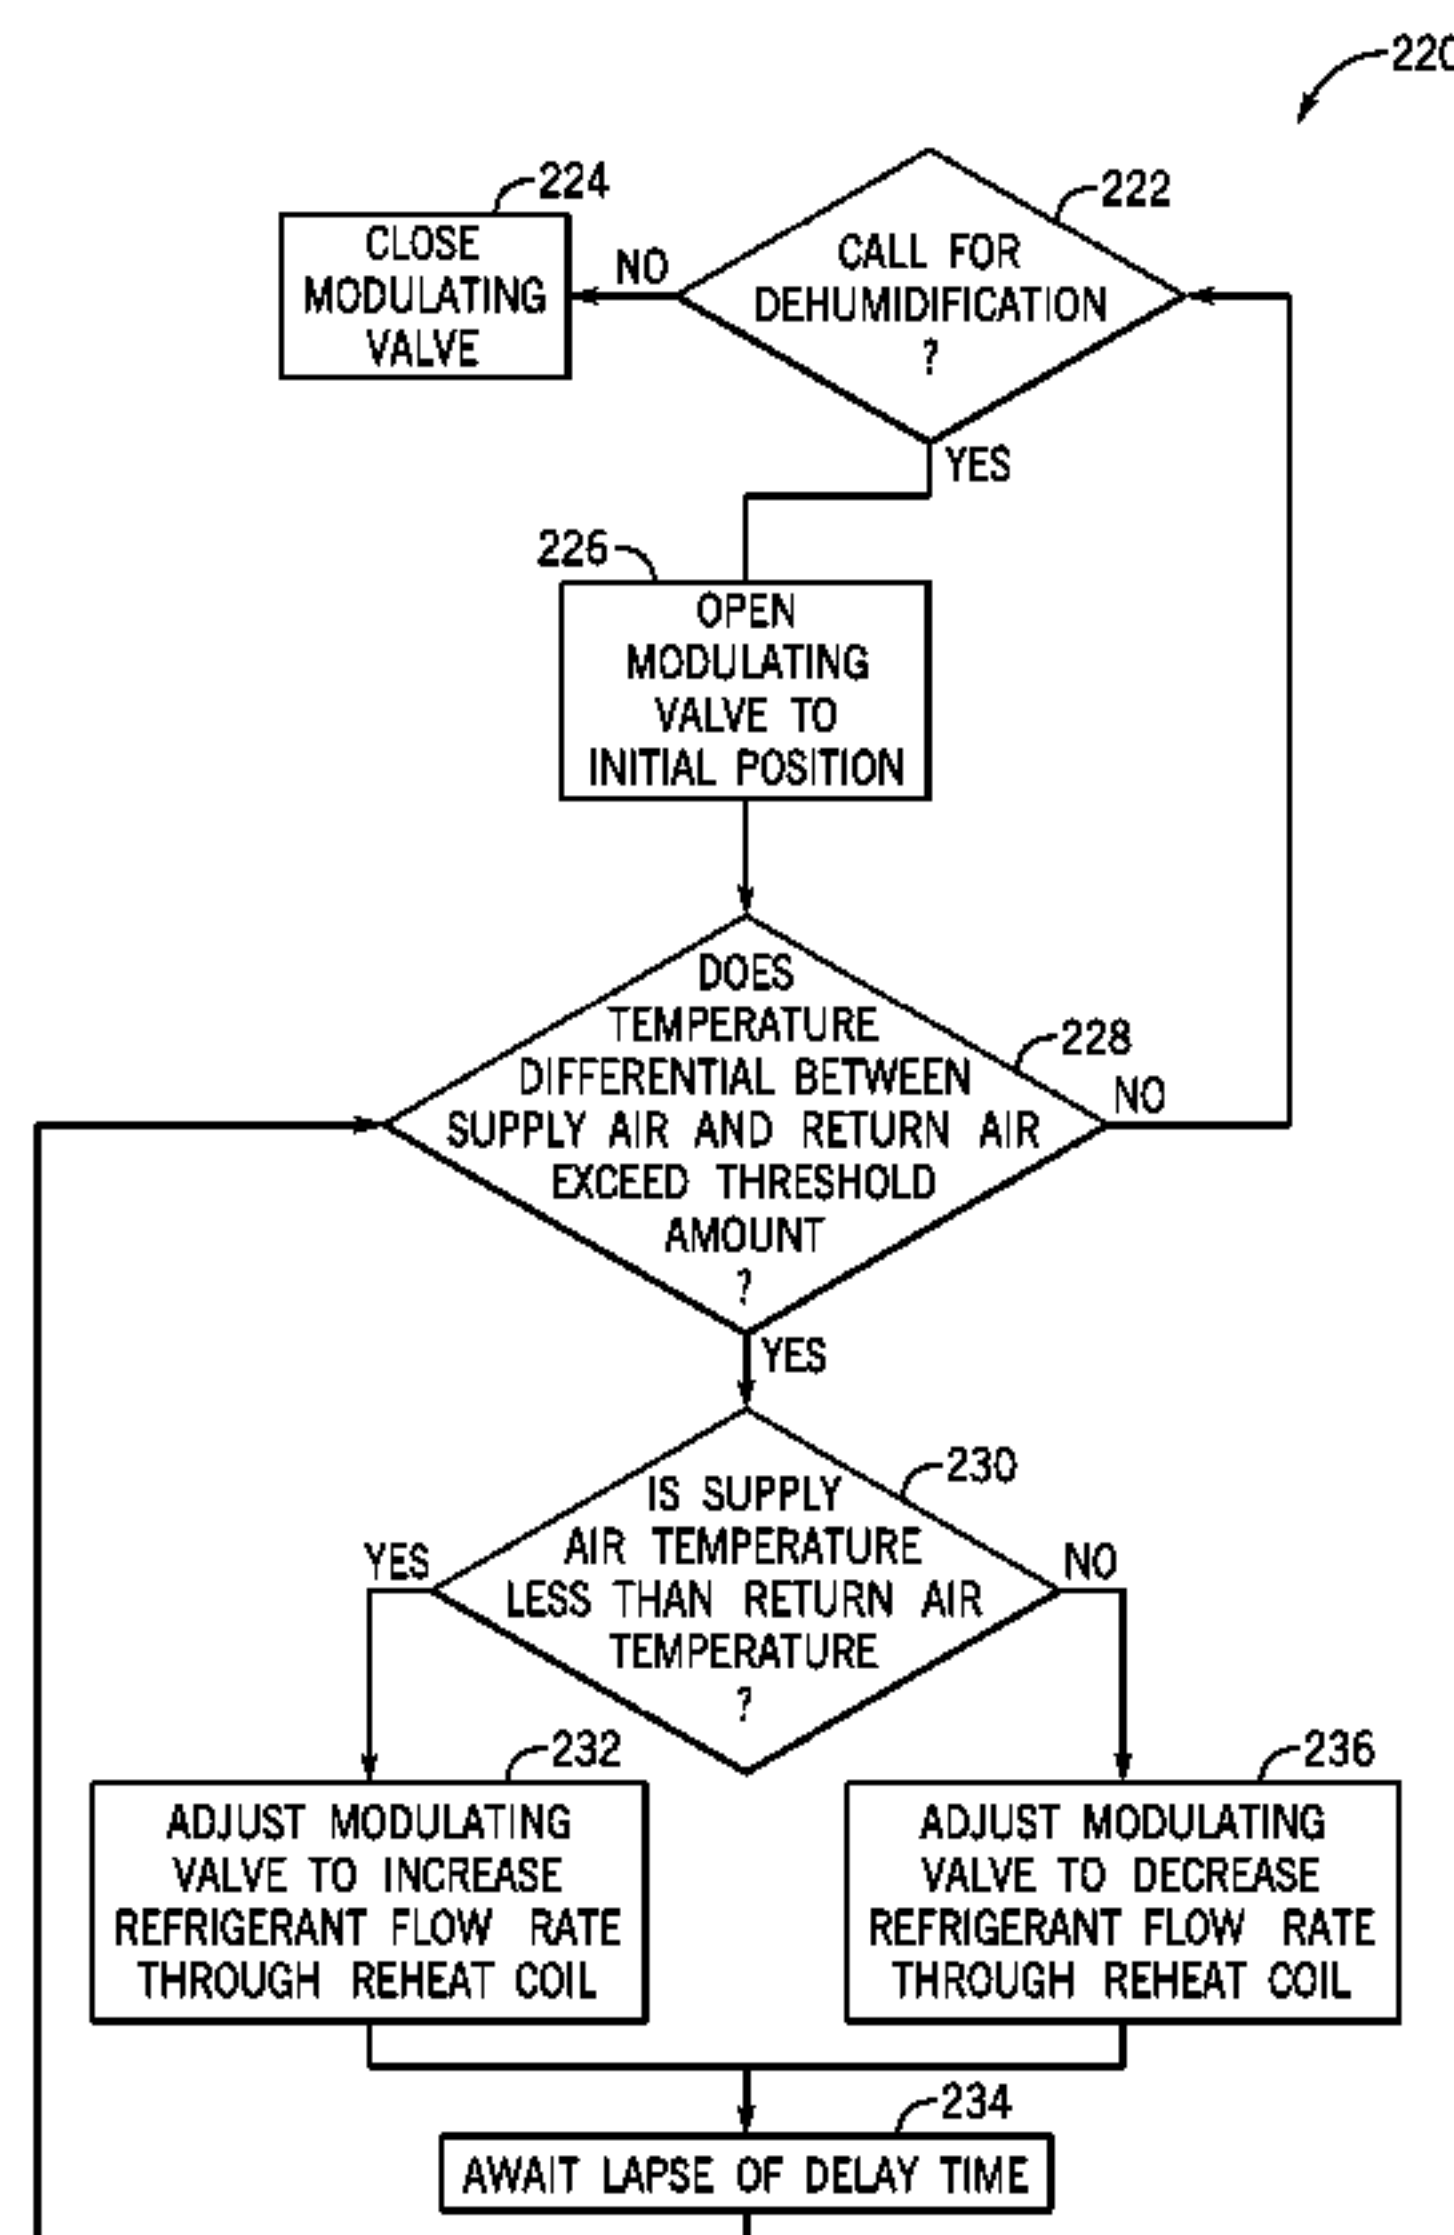 220
224
222
CLOSE
MODULATING
VALVE
NO
CALL FOR
DEHUMIDIFICATION
?
YES
226
OPEN
MODULATING
VALVE TO
INITIAL POSITION
DOES
TEMPERATURE
DIFFERENTIAL BETWEEN
SUPPLY AIR AND RETURN AIR
EXCEED THRESHOLD
AMOUNT
?
228
NO
YES
230
IS SUPPLY
AIR TEMPERATURE
LESS THAN RETURN AIR
TEMPERATURE
?
YES
NO
232
ADJUST MODULATING
VALVE TO INCREASE
REFRIGERANT FLOW RATE
THROUGH REHEAT COIL
236
ADJUST MODULATING
VALVE TO DECREASE
REFRIGERANT FLOW RATE
THROUGH REHEAT COIL
234
AWAIT LAPSE OF DELAY TIME